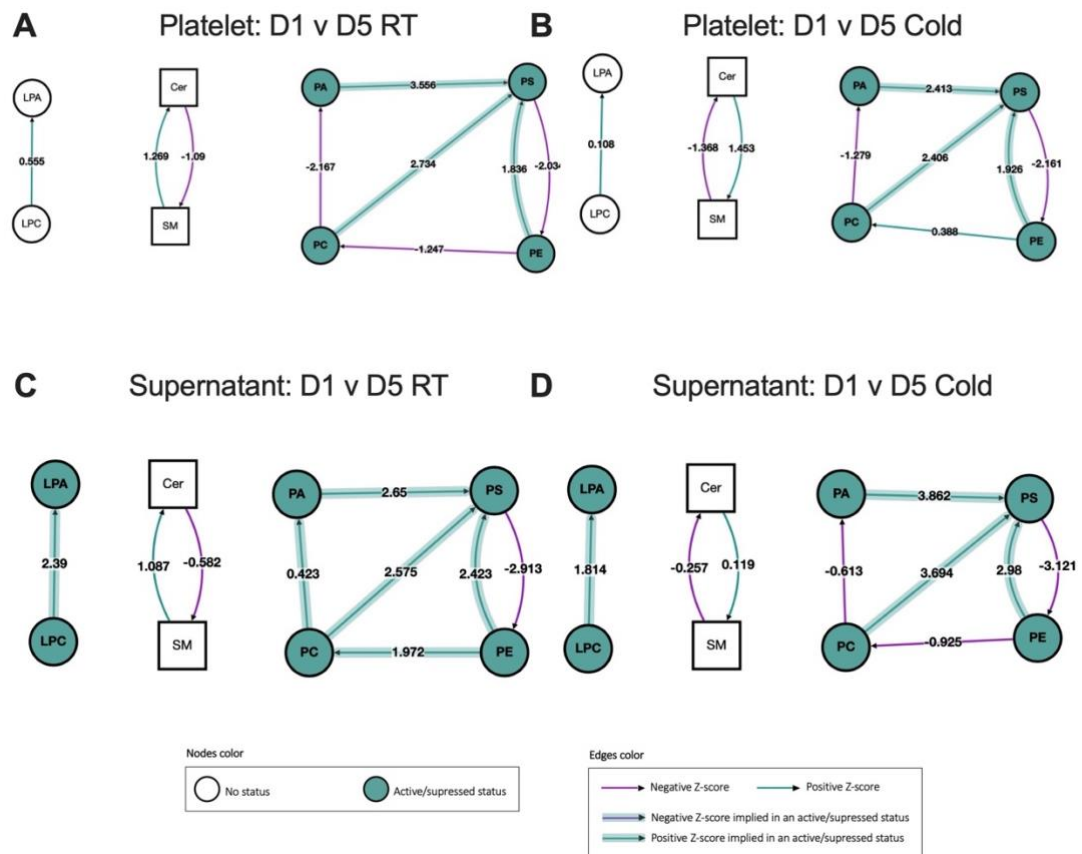 A Platelet: D1 v D5 RT
LPA
0.555
LPC
Cer
1.269 -1.09
SM
PA 3.556 PS
-2.167 2.734 1.836 -2.034
PC -1.247 PE
B Platelet: D1 v D5 Cold
LPA
0.108
LPC
Cer
-1.368 1.453
SM
PA 2.413 PS
-1.279 2.406 1.926 -2.161
PC 0.388 PE
C Supernatant: D1 v D5 RT
LPA
2.39
LPC
Cer
1.087 -0.582
SM
PA 2.65 PS
0.423 2.575 2.423 -2.913
PC 1.972 PE
D Supernatant: D1 v D5 Cold
LPA
1.814
LPC
Cer
-0.257 0.119
SM
PA 3.862 PS
-0.613 3.694 2.98 -3.121
PC -0.925 PE
Nodes color
No status Active/supressed status
Edges color
Negative Z-score Positive Z-score
Negative Z-score implied in an active/supressed status
Positive Z-score implied in an active/supressed status